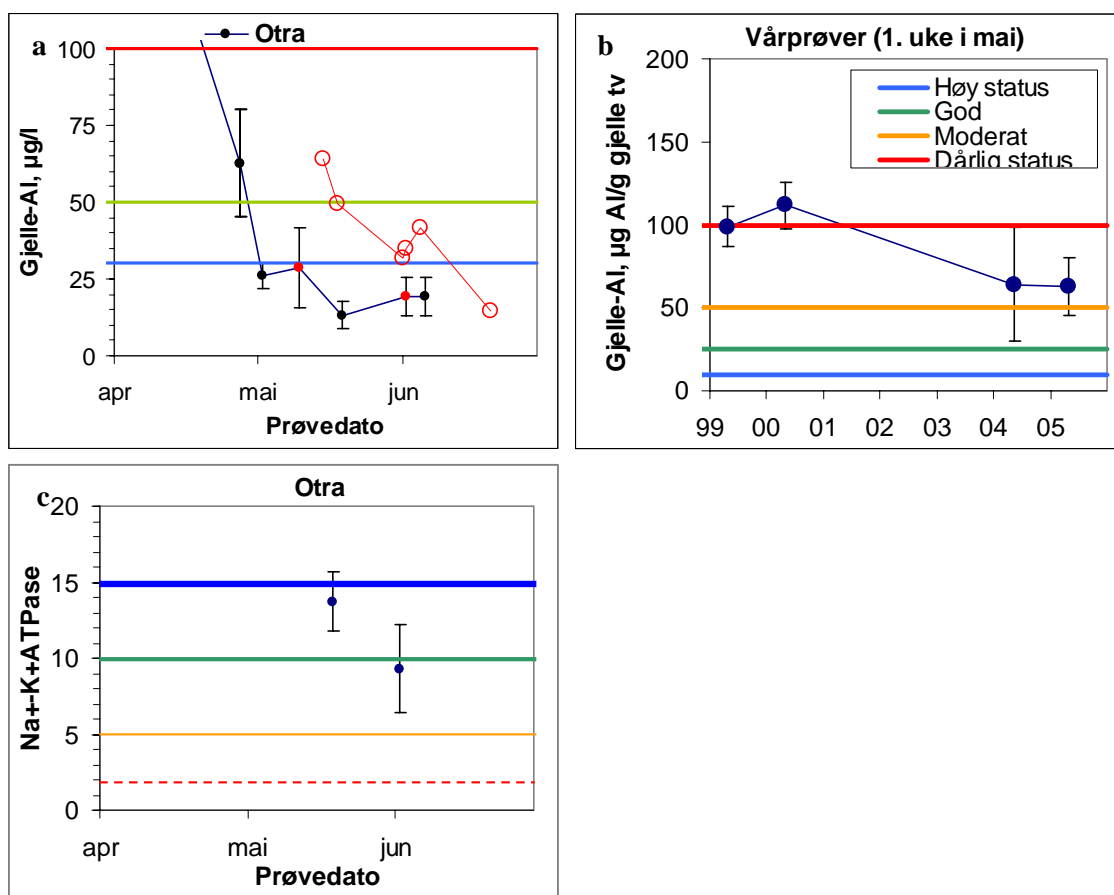 a
Otra
100
75
50
25
0
Gjelle-Al, µg/l
apr mai jun
Prøvedato
b
Vårprøver (1. uke i mai)
200
150
100
50
0
Gjelle-Al, µg Al/g gjelle tv
Høy status
God
Moderat
Dårlig status
99 00 01 02 03 04 05
c
Otra
20
15
10
5
0
Na+-K+ATPase
apr mai jun
Prøvedato